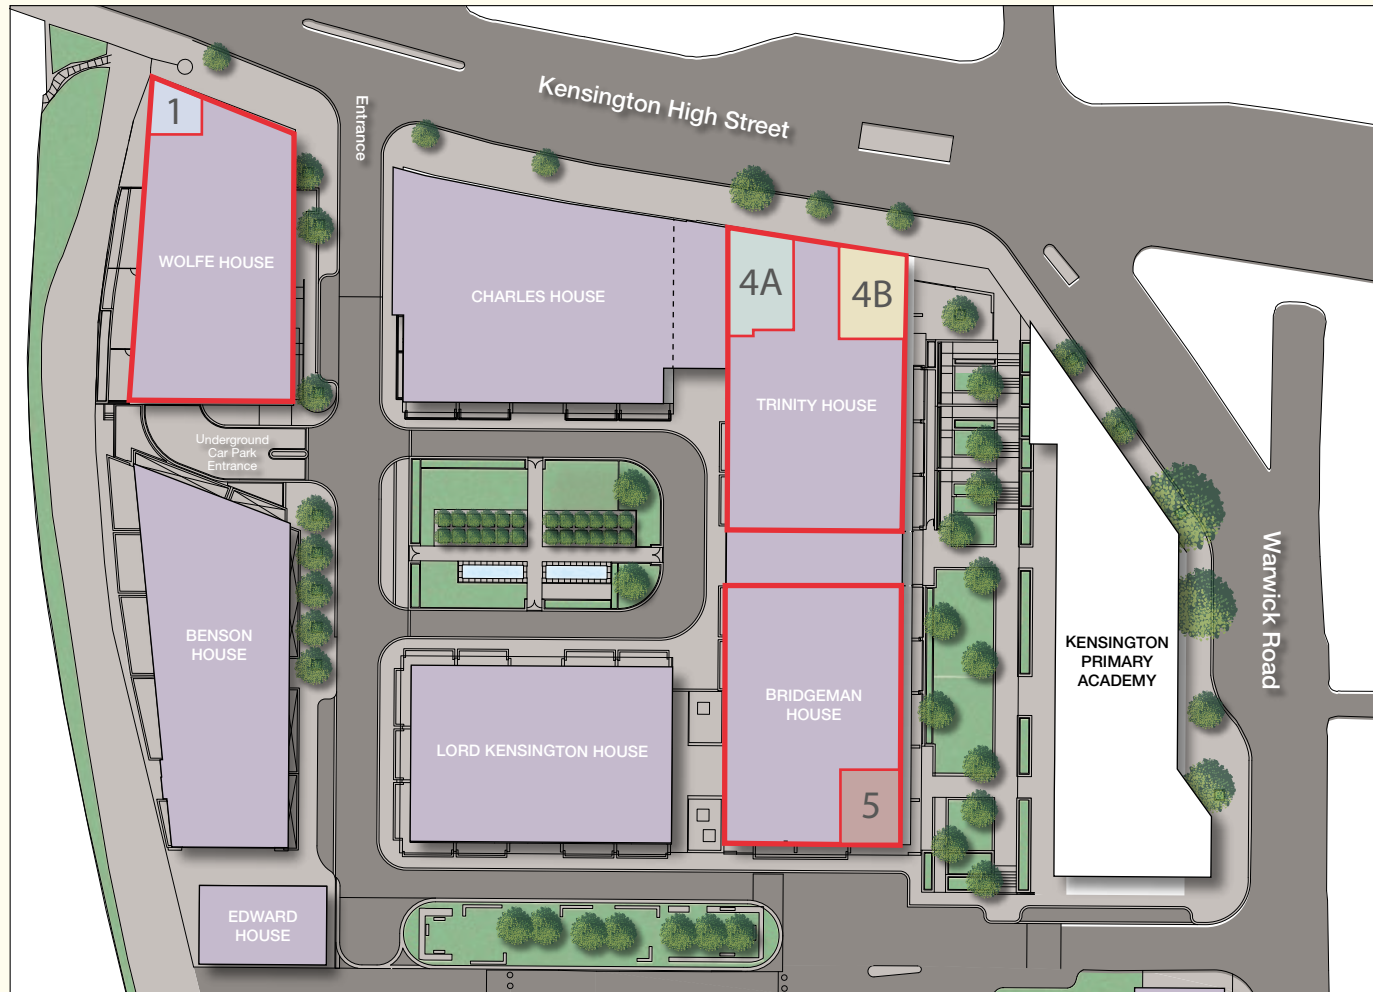 Kensington High Street
Entrance
1
WOLFE HOUSE
CHARLES HOUSE
4A
4B
TRINITY HOUSE
Underground
Car Park
Entrance
BENSON
HOUSE
LORD KENSINGTON HOUSE
BRIDGEMAN
HOUSE
5
KENSINGTON
PRIMARY
ACADEMY
Warwick Road
EDWARD
HOUSE